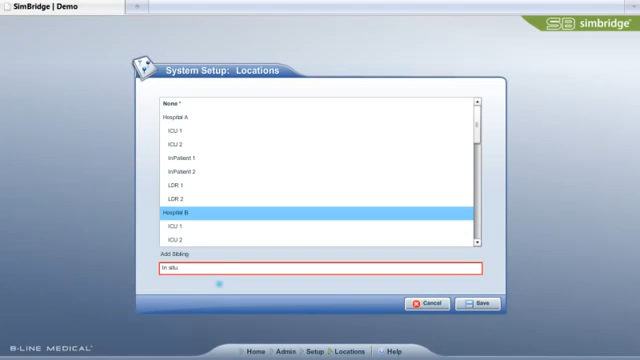 SimBridge | Demo
SB simbridge
System Setup: Locations
None *
Hospital A
ICU 1
ICU 2
InPatient 1
InPatient 2
LDR 1
LDR 2
Hospital B
ICU 1
ICU 2
Add Sibling
In situ
Cancel
Save
B-LINE MEDICAL
Home
Admin
Setup
Locations
Help